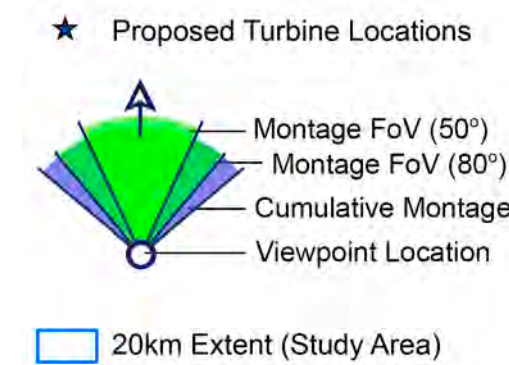 Proposed Turbine Locations
Montage FoV (50°)
Montage FoV (80°)
Cumulative Montage
Viewpoint Location
20km Extent (Study Area)